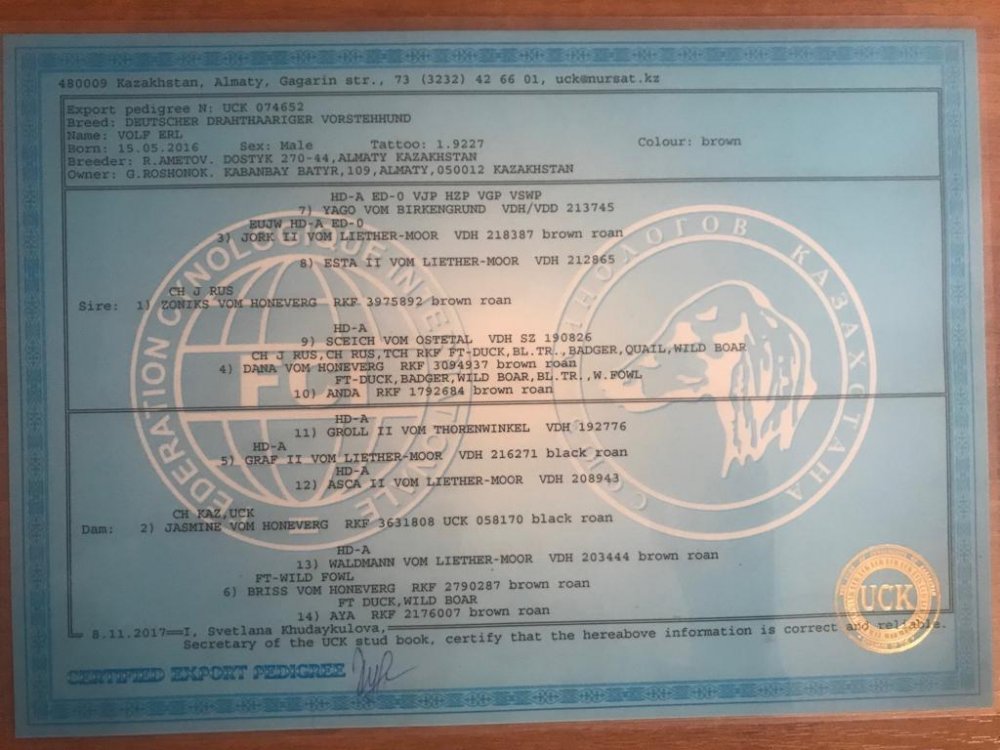 480009 Kazakhstan, Almaty, Gagarin str., 73 (3232) 42 66 01, uck@nursat.kz
Export pedigree N: UCK 074652
Breed: DEUTSCHER DRAHTHAARIGER VORSTEHHUND
Name: VOLF ERL
Born: 15.05.2016 Sex: Male Tattoo: 1.9227 Colour: brown
Breeder: R.AMETOV. DOSTYK 270-44,ALMATY KAZAKHSTAN
Owner: G.ROSHONOK. KABANBAY BATYR,109,ALMATY,050012 KAZAKHSTAN
HD-A ED-0 VJP HZP VGP VSWP
7) YAGO VOM BIRKENGRUND VDH/VDD 213745
EUJW HD-A ED-0
3) JORK II VOM LIETHER-MOOR VDH 218387 brown roan
8) ESTA II VOM LIETHER-MOOR VDH 212865
CH J RUS
Sire: 1) ZONIKS VOM HONEVERG RKF 3975892 brown roan
HD-A
9) SCEICH VOM OSTETAL VDH SZ 190826
CH J RUS,CH RUS,TCH RKF FT-DUCK,BL.TR.,BADGER,QUAIL,WILD BOAR
4) DANA VOM HONEVERG RKF 3094937 brown roan
FT-DUCK,BADGER,WILD BOAR,BL.TR.,W.FOWL
10) ANDA RKF 1792684 brown roan
HD-A
11) GROLL II VOM THORENWINKEL VDH 192776
HD-A
5) GRAF II VOM LIETHER-MOOR VDH 216271 black roan
HD-A
12) ASCA II VOM LIETHER-MOOR VDH 208943
CH KAZ,UCK
Dam: 2) JASMINE VOM HONEVERG RKF 3631808 UCK 058170 black roan
HD-A
13) WALDMANN VOM LIETHER-MOOR VDH 203444 brown roan
FT-WILD FOWL
6) BRISS VOM HONEVERG RKF 2790287 brown roan
FT DUCK,WILD BOAR
14) AYA RKF 2176007 brown roan
8.11.2017 I, Svetlana Khudaykulova,
Secretary of the UCK stud book, certify that the hereabove information is correct and reliable.
CERTIFIED EXPORT PEDIGREE
UCK
FEDERATION CYNOLOGIQUE INTERNATIONALE
FCI
КИНОЛОГОВ КАЗАХСТАНА